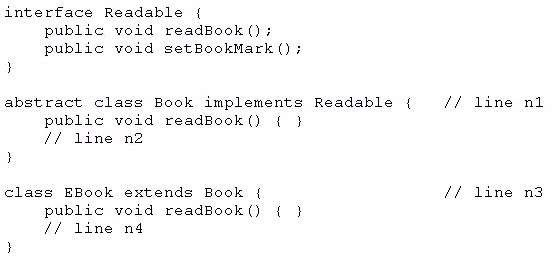 interface Readable {
    public void readBook();
    public void setBookMark();
}
abstract class Book implements Readable {   // line n1
    public void readBook() { }
    // line n2
}
class EBook extends Book {                  // line n3
    public void readBook() { }
    // line n4
}